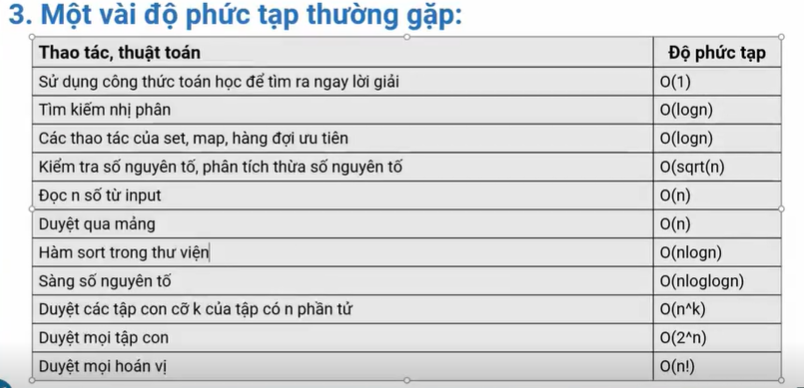 3. Một vài độ phức tạp thường gặp:
Thao tác, thuật toán Độ phức tạp
Sử dụng công thức toán học để tìm ra ngay lời giải O(1)
Tìm kiếm nhị phân O(logn)
Các thao tác của set, map, hàng đợi ưu tiên O(logn)
Kiểm tra số nguyên tố, phân tích thừa số nguyên tố O(sqrt(n)
Đọc n số từ input O(n)
Duyệt qua mảng O(n)
Hàm sort trong thư viện O(nlogn)
Sàng số nguyên tố O(nloglogn)
Duyệt các tập con cỡ k của tập có n phần tử O(n^k)
Duyệt mọi tập con O(2^n)
Duyệt mọi hoán vị O(n!)